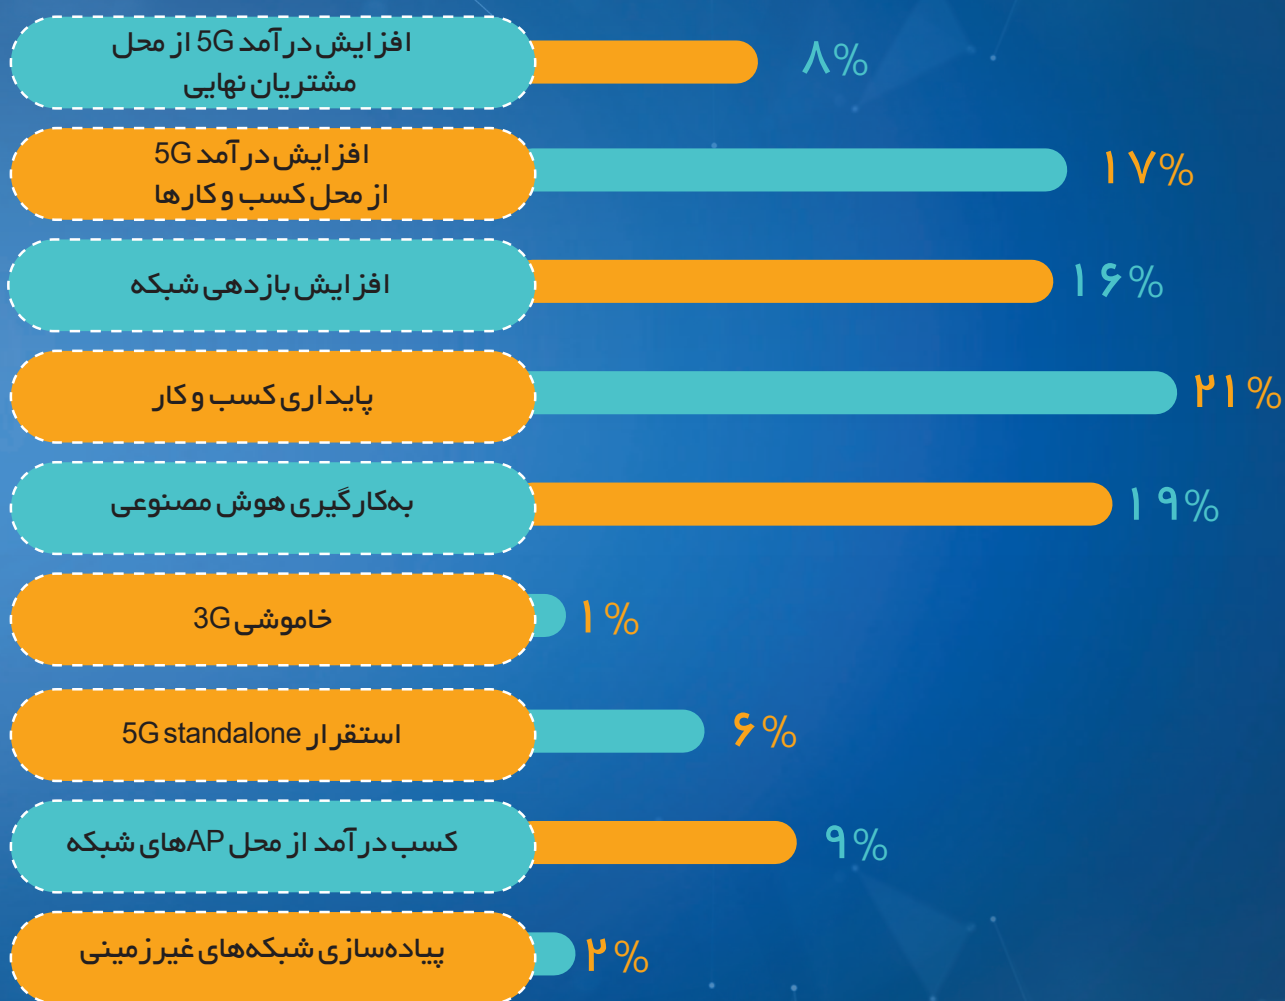 افزایش درآمد 5G از محل
مشتریان نهایی
۸%
افزایش درآمد 5G
از محل کسب و کارها
۱۷%
افزایش بازدهی شبکه
۱۶%
پایداری کسب و کار
۲۱%
به‌کارگیری هوش مصنوعی
۱۹%
خاموشی 3G
۱%
استقرار 5G standalone
۶%
کسب درآمد از محل APهای شبکه
۹%
پیاده‌سازی شبکه‌های غیرزمینی
۲%